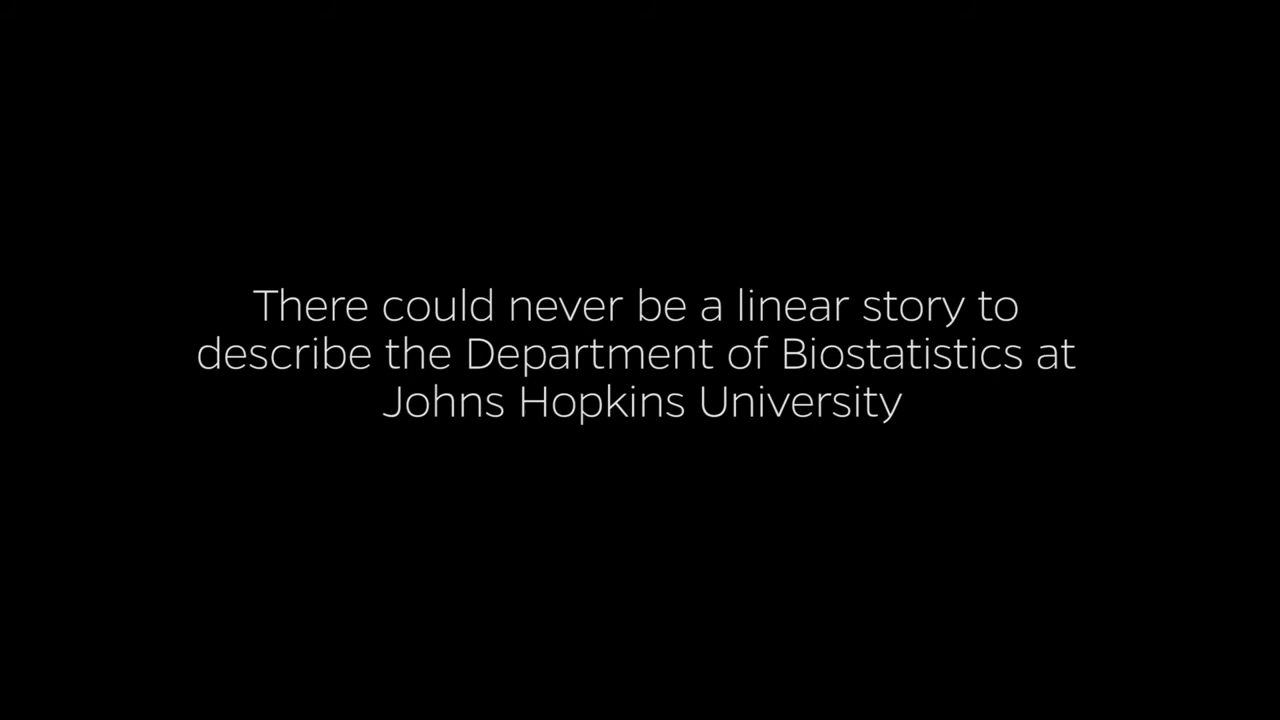 There could never be a linear story to
describe the Department of Biostatistics at
Johns Hopkins University